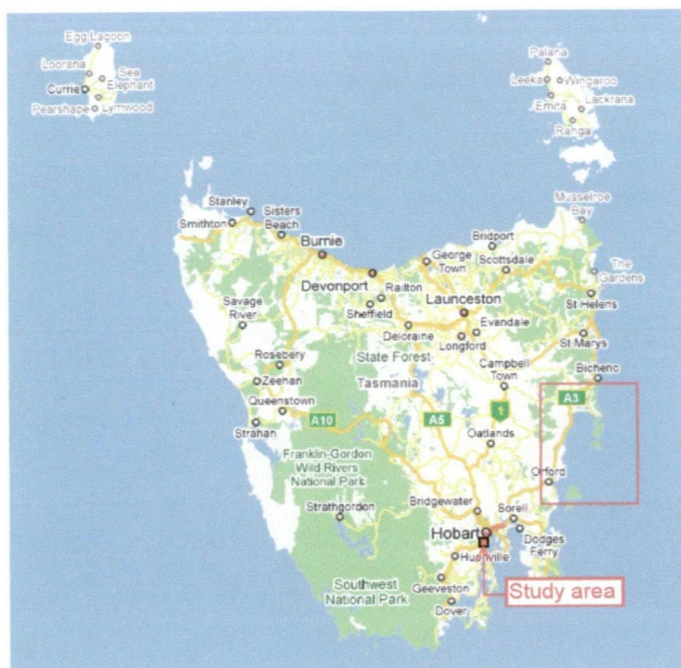 Egg Lagoon
Loorana
Sea
Elephant
Currie
Pearshape
Lymwood
Palana
Leeka
Wingaroo
Emita
Lackrana
Ranga
Musselroe
Bay
Stanley
Sisters
Beach
Smithton
Burnie
Bridport
George
Town
Scottsdale
The
Gardens
Devonport
Railton
Launceston
St Helens
Savage
River
Sheffield
Evandale
Deloraine
Longford
St Marys
State Forest
Rosebery
Campbell
Town
Bicheno
Zeehan
Tasmania
A3
Queenstown
A10
A5
1
Strahan
Oatlands
Franklin-Gordon
Wild Rivers
National Park
Orford
Strathgordon
Bridgewater
Sorell
Hobart
Dodges
Ferry
Huonville
Southwest
National Park
Geeveston
Study area
Dover